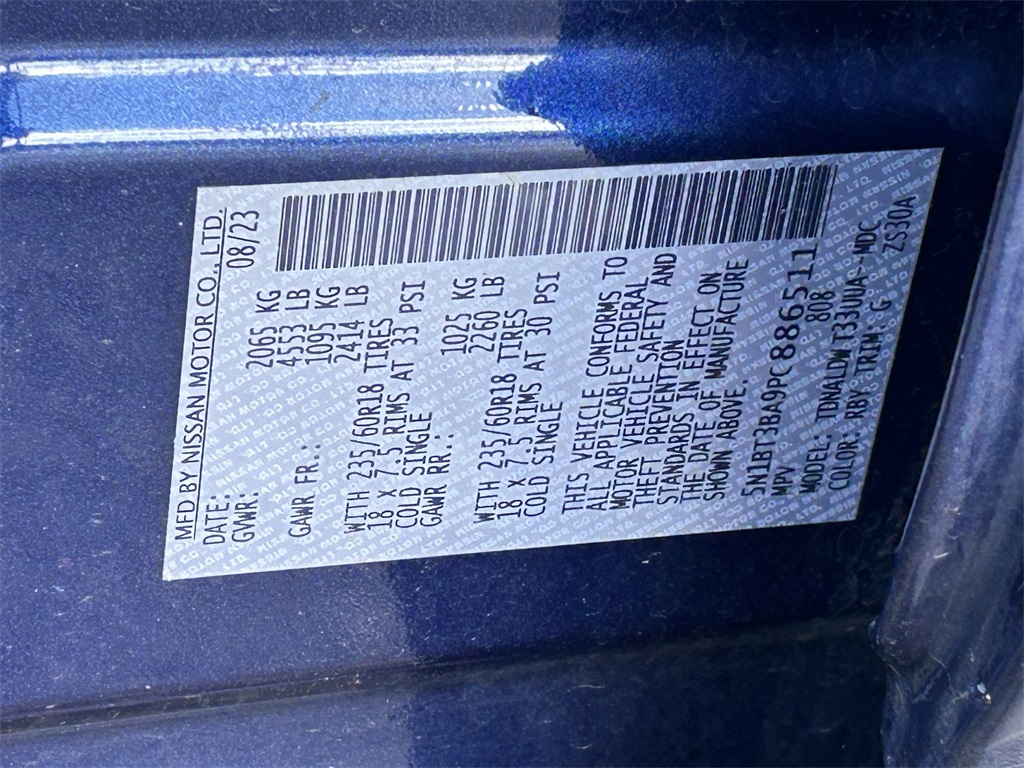 MFD BY NISSAN MOTOR CO., LTD.
DATE: 08/23
GVWR: 2065 KG
4553 LB
GAWR FR.: 1095 KG
2414 LB
WITH 235/60R18 TIRES
18 X 7.5 RIMS AT 33 PSI
COLD SINGLE
GAWR RR.: 1025 KG
2260 LB
WITH 235/60R18 TIRES
18 X 7.5 RIMS AT 30 PSI
COLD SINGLE
THIS VEHICLE CONFORMS TO
ALL APPLICABLE FEDERAL
MOTOR VEHICLE SAFETY AND
THEFT PREVENTION
STANDARDS IN EFFECT ON
THE DATE OF MANUFACTURE
SHOWN ABOVE.
5N1BT3BA9PC886511
MPV 808
MODEL: TDNALDW T33UUA--MDC
COLOR: RBY TRIM: G ZS30A